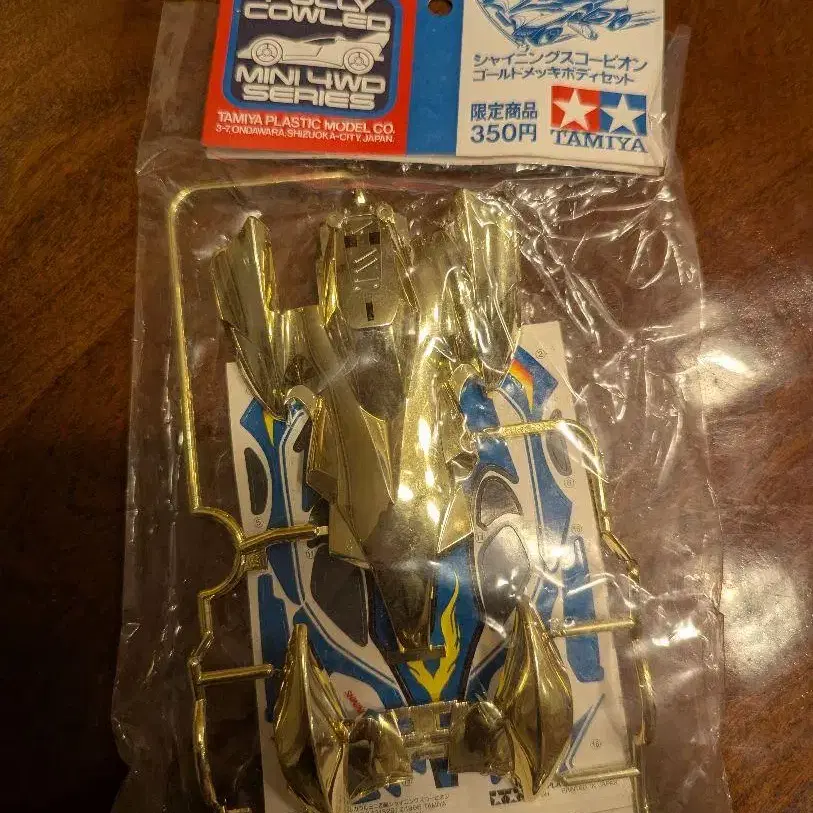 FULLY
COWLED
MINI 4WD
SERIES
TAMIYA PLASTIC MODEL CO.
3-7, ONDAWARA, SHIZUOKA-CITY, JAPAN.
シャイニングスコーピオン
ゴールドメッキボディセット
限定商品
350円
TAMIYA